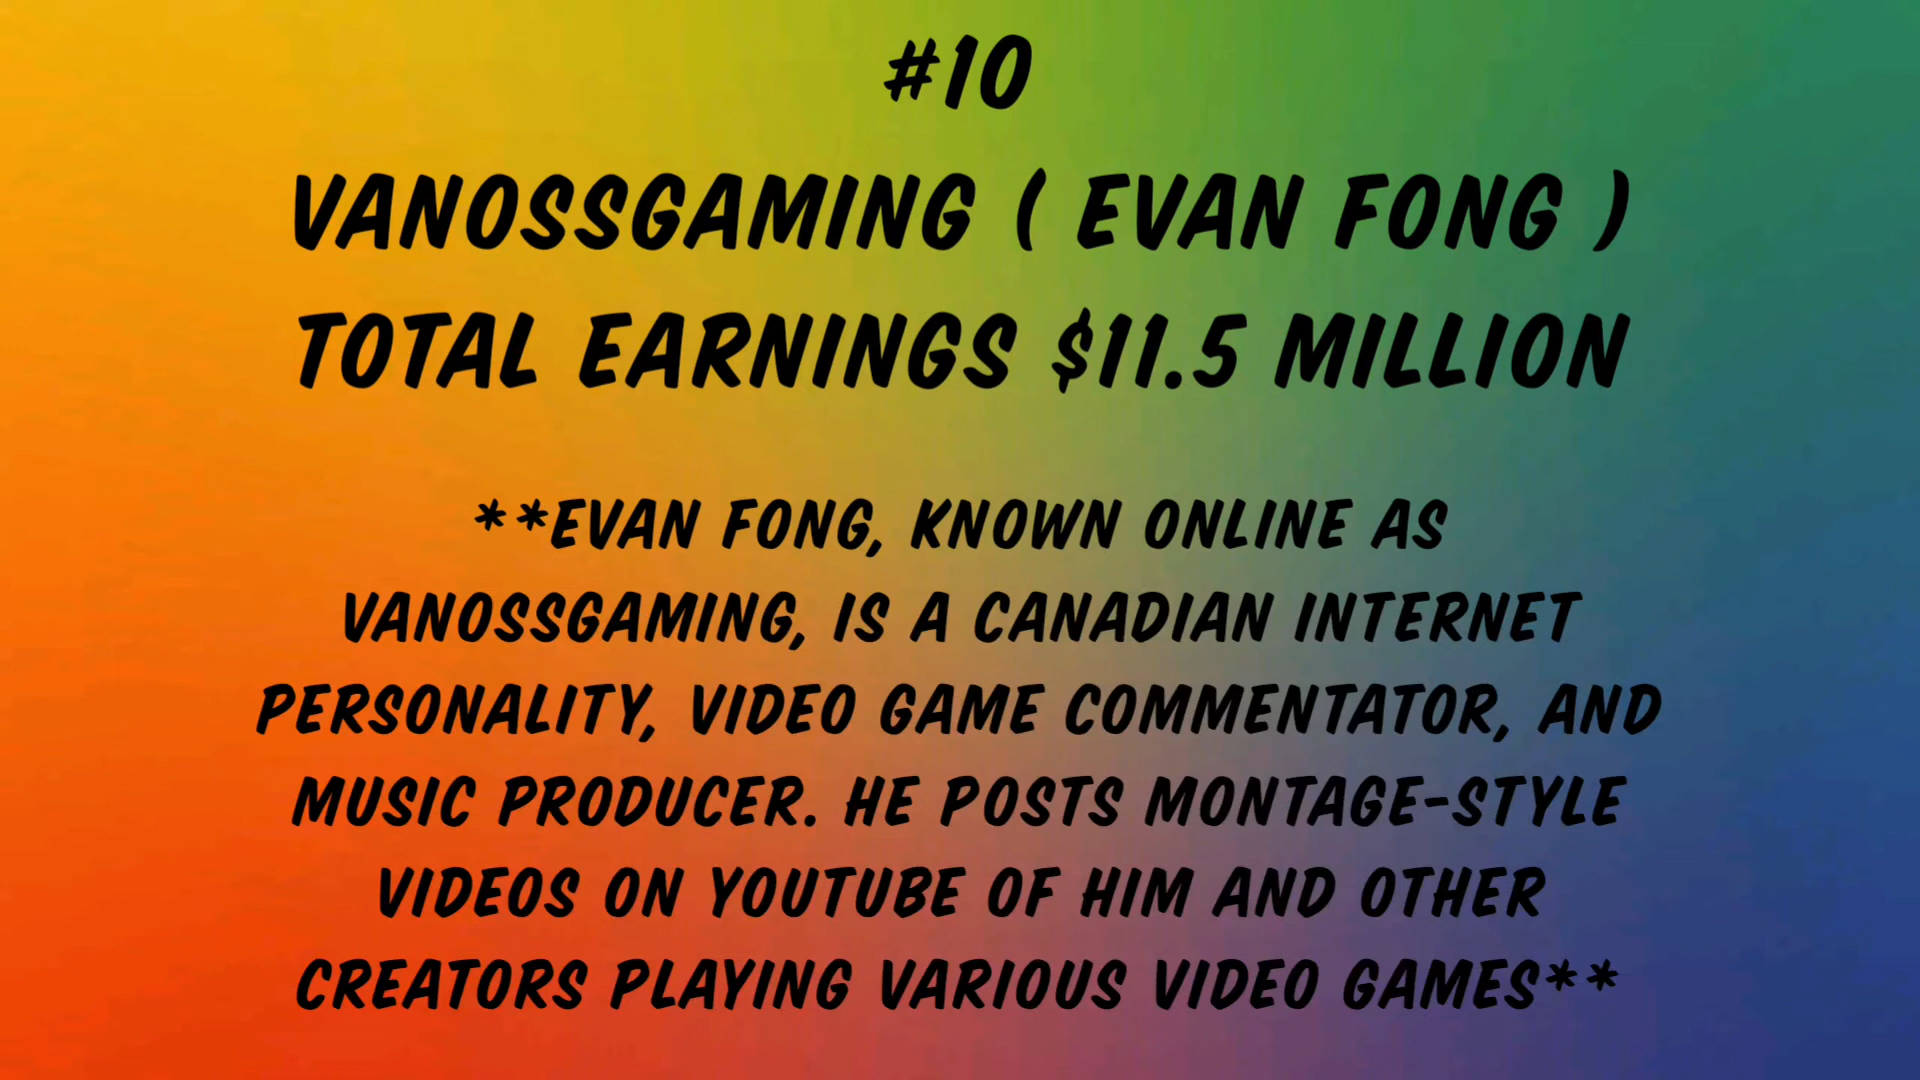 #10
VANOSSGAMING ( EVAN FONG )
TOTAL EARNINGS $11.5 MILLION
**EVAN FONG, KNOWN ONLINE AS
VANOSSGAMING, IS A CANADIAN INTERNET
PERSONALITY, VIDEO GAME COMMENTATOR, AND
MUSIC PRODUCER. HE POSTS MONTAGE-STYLE
VIDEOS ON YOUTUBE OF HIM AND OTHER
CREATORS PLAYING VARIOUS VIDEO GAMES**